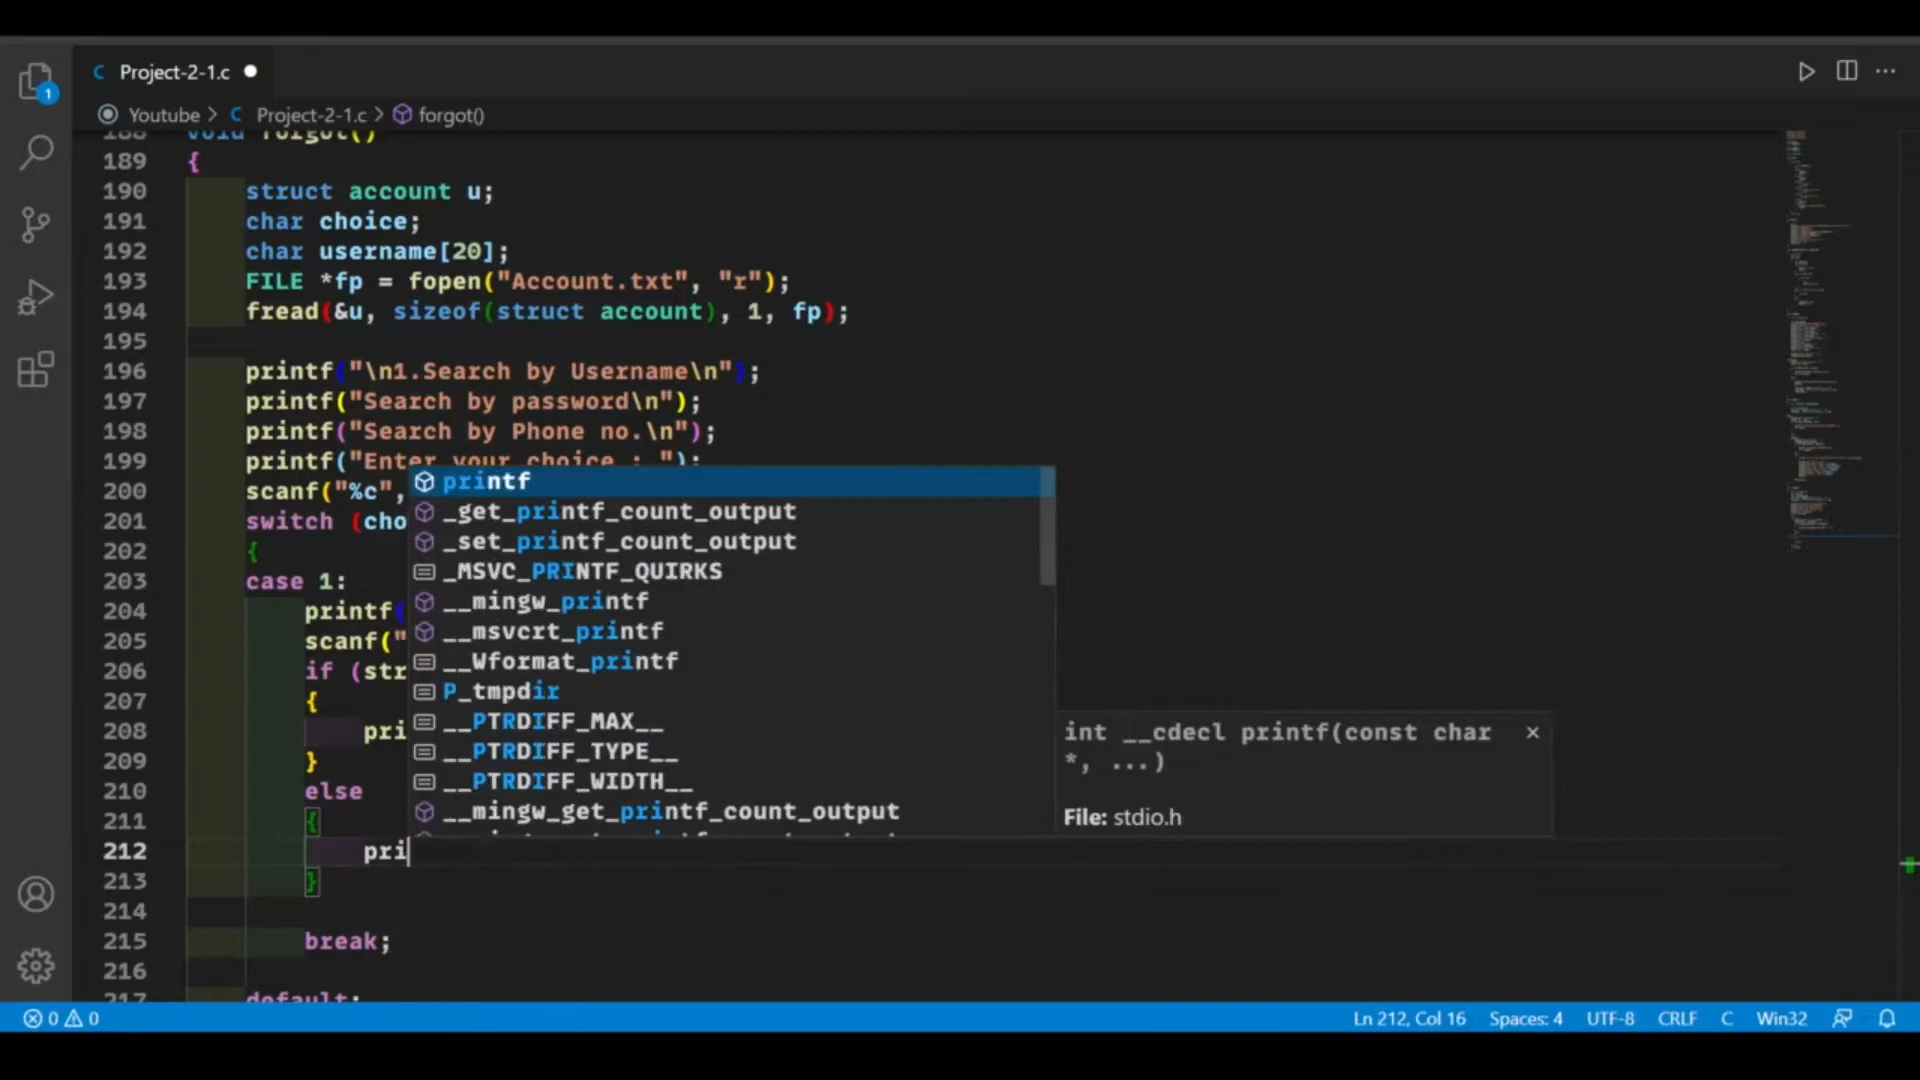 1
C Project-2-1.c
Youtube > C Project-2-1.c > forgot()
188 void forgot()
189 {
190 struct account u;
191 char choice;
192 char username[20];
193 FILE *fp = fopen("Account.txt", "r");
194 fread(&u, sizeof(struct account), 1, fp);
195
196 printf("\n1.Search by Username\n");
197 printf("Search by password\n");
198 printf("Search by Phone no.\n");
199 printf("Enter your choice : ");
200 scanf("%c",
201 switch (cho
202 {
203 case 1:
204 printf(
205 scanf("
206 if (str
207 {
208 pri
209 }
210 else
211 {
212 pri
213 }
214
215 break;
216
217 default:
printf
_get_printf_count_output
_set_printf_count_output
_MSVC_PRINTF_QUIRKS
__mingw_printf
__msvcrt_printf
__Wformat_printf
P_tmpdir
__PTRDIFF_MAX__
__PTRDIFF_TYPE__
__PTRDIFF_WIDTH__
__mingw_get_printf_count_output
int __cdecl printf(const char
*, ...)
File: stdio.h
0 0
Ln 212, Col 16 Spaces: 4 UTF-8 CRLF C Win32